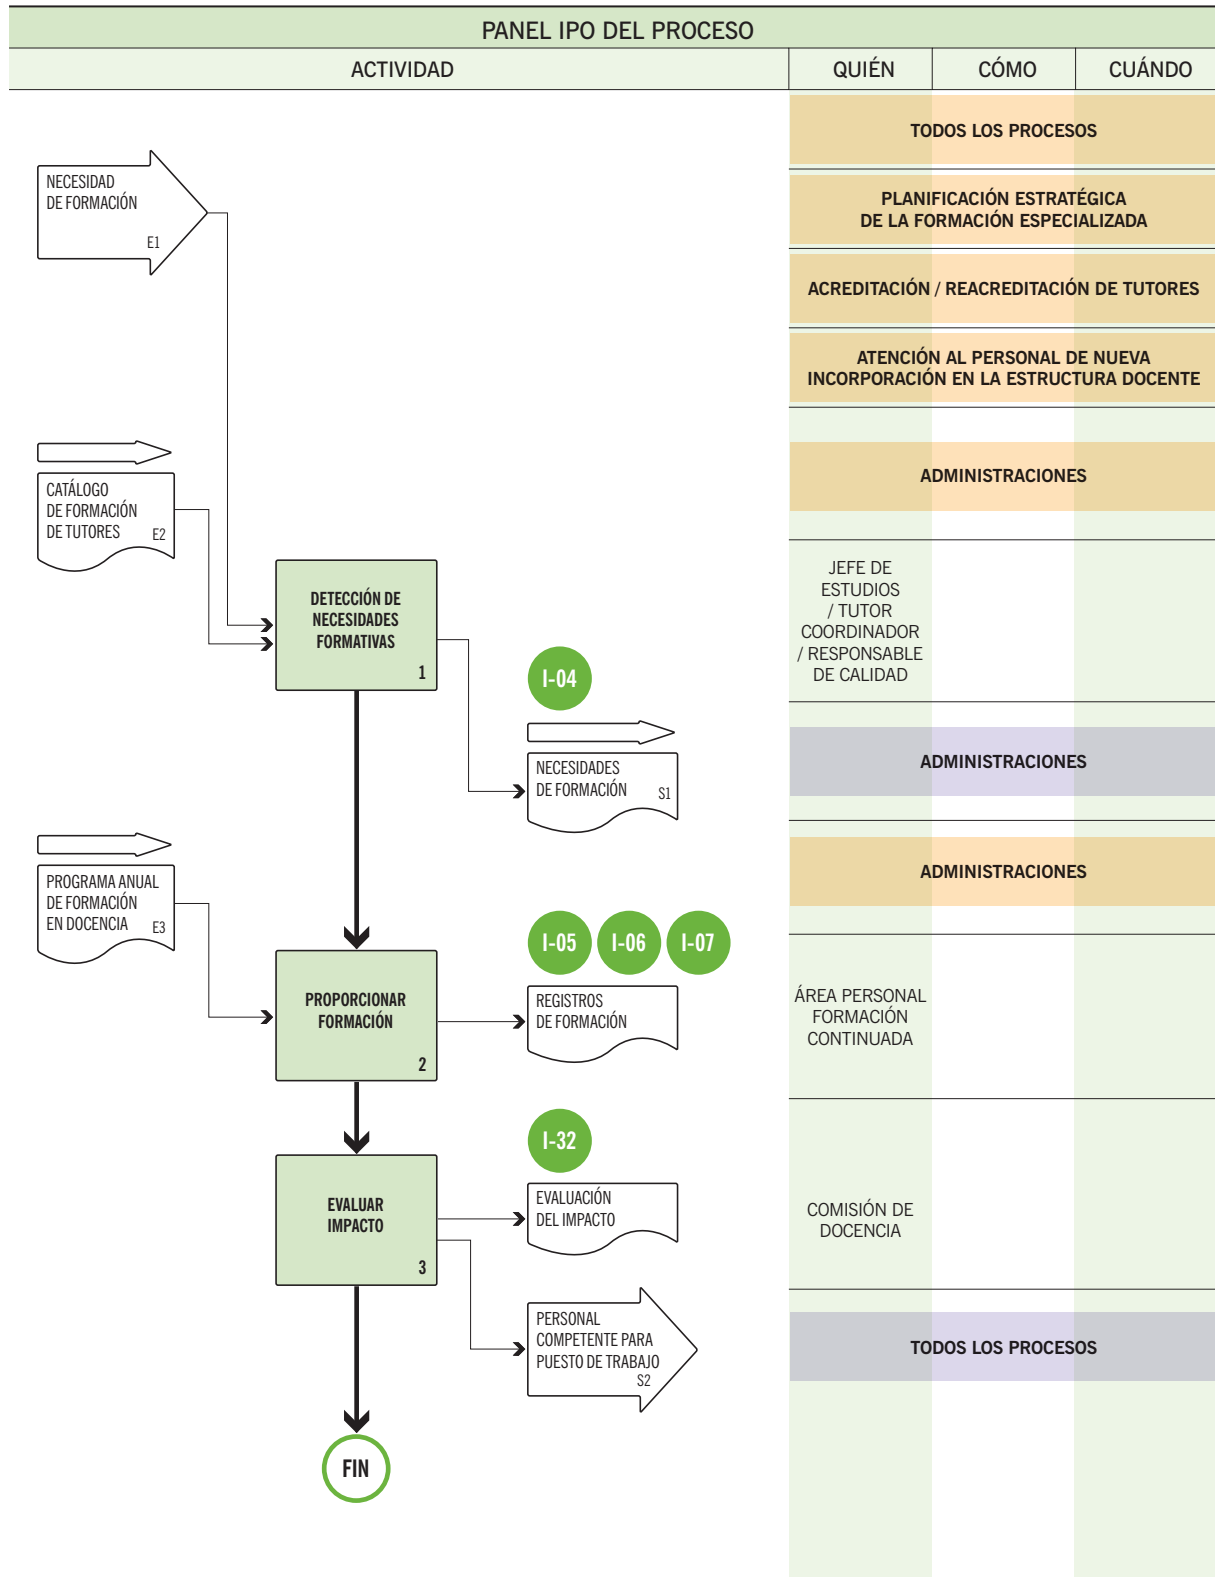 PANEL IPO DEL PROCESO
ACTIVIDAD
QUIÉN
CÓMO
CUÁNDO
TODOS LOS PROCESOS
NECESIDAD
DE FORMACIÓN
E1
PLANIFICACIÓN ESTRATÉGICA
DE LA FORMACIÓN ESPECIALIZADA
ACREDITACIÓN / REACREDITACIÓN DE TUTORES
ATENCIÓN AL PERSONAL DE NUEVA
INCORPORACIÓN EN LA ESTRUCTURA DOCENTE
CATÁLOGO
DE FORMACIÓN
DE TUTORES E2
ADMINISTRACIONES
DETECCIÓN DE
NECESIDADES
FORMATIVAS
1
JEFE DE
ESTUDIOS
/ TUTOR
COORDINADOR
/ RESPONSABLE
DE CALIDAD
I-04
NECESIDADES
DE FORMACIÓN S1
ADMINISTRACIONES
PROGRAMA ANUAL
DE FORMACIÓN
EN DOCENCIA E3
ADMINISTRACIONES
I-05 I-06 I-07
PROPORCIONAR
FORMACIÓN
2
REGISTROS
DE FORMACIÓN
ÁREA PERSONAL
FORMACIÓN
CONTINUADA
I-32
EVALUAR
IMPACTO
3
EVALUACIÓN
DEL IMPACTO
COMISIÓN DE
DOCENCIA
PERSONAL
COMPETENTE PARA
PUESTO DE TRABAJO
S2
TODOS LOS PROCESOS
FIN